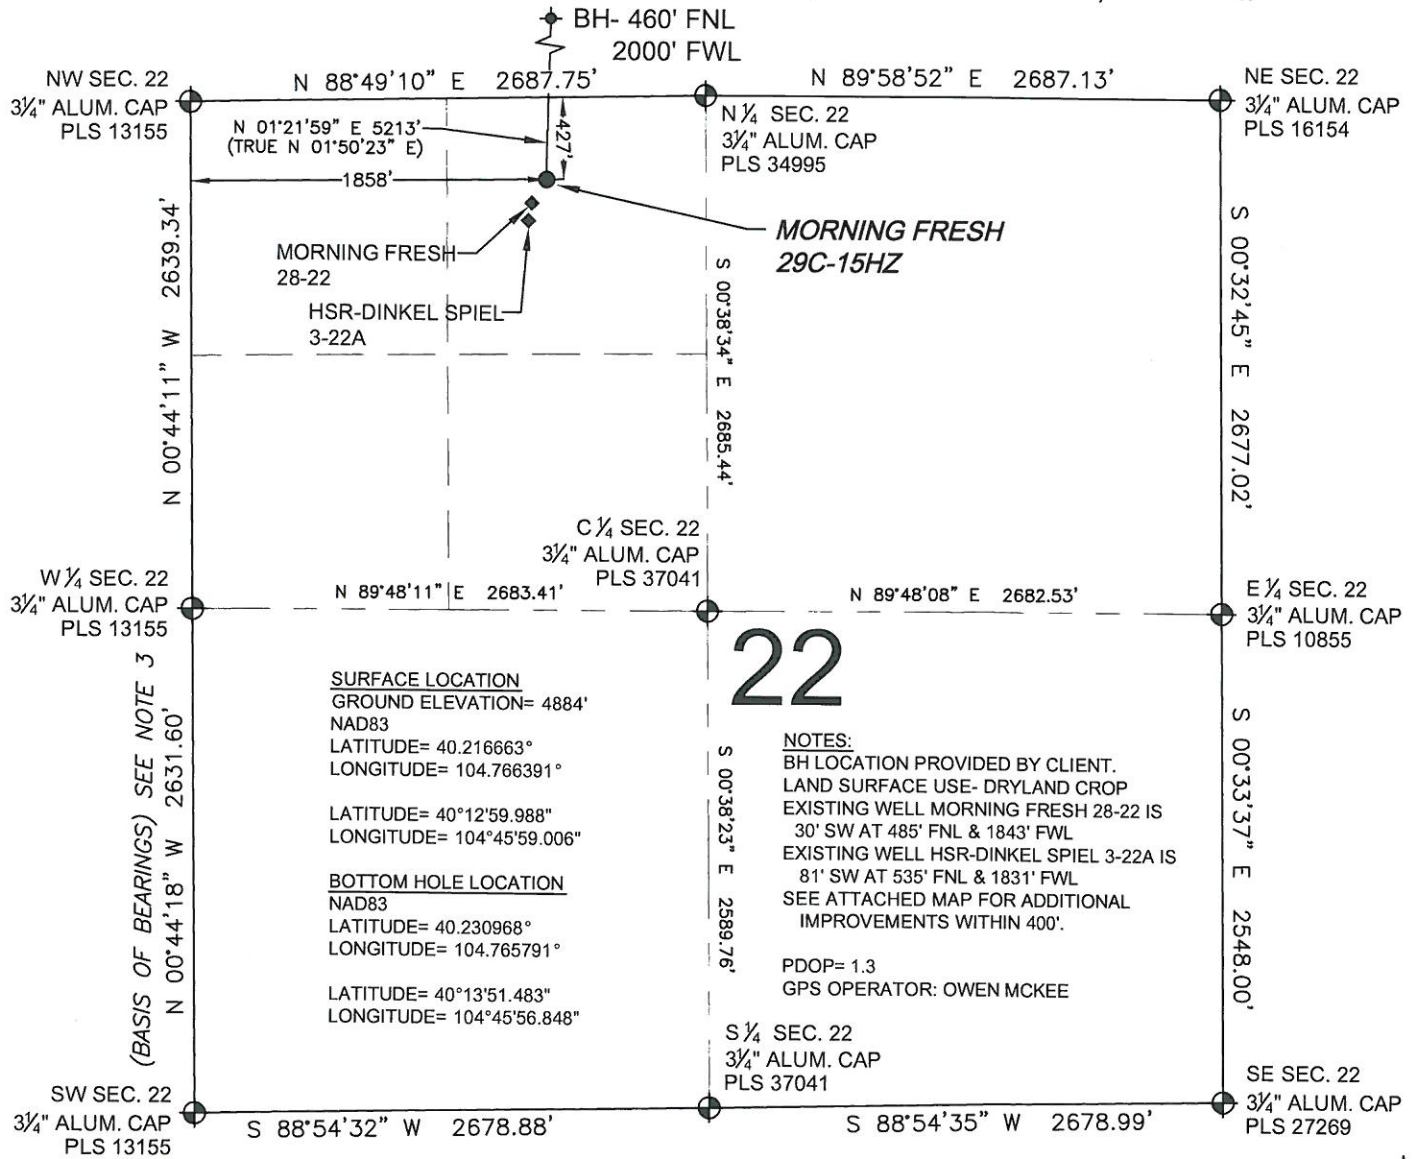 BH- 460' FNL
2000' FWL
NW SEC. 22
3¼" ALUM. CAP
PLS 13155
N 88°49'10" E 2687.75'
N 89°58'52" E 2687.13'
NE SEC. 22
3¼" ALUM. CAP
PLS 16154
N ¼ SEC. 22
3¼" ALUM. CAP
PLS 34995
N 01°21'59" E 5213'
(TRUE N 01°50'23" E)
427'
1858'
MORNING FRESH
29C-15HZ
MORNING FRESH
28-22
HSR-DINKEL SPIEL
3-22A
N 00°44'11" W 2639.34'
S 00°38'34" E 2685.44'
S 00°32'45" E 2677.02'
C ¼ SEC. 22
3¼" ALUM. CAP
PLS 37041
W ¼ SEC. 22
3¼" ALUM. CAP
PLS 13155
N 89°48'11" E 2683.41'
N 89°48'08" E 2682.53'
E ¼ SEC. 22
3¼" ALUM. CAP
PLS 10855
22
(BASIS OF BEARINGS) SEE NOTE 3
N 00°44'18" W 2631.60'
SURFACE LOCATION
GROUND ELEVATION= 4884'
NAD83
LATITUDE= 40.216663°
LONGITUDE= 104.766391°
LATITUDE= 40°12'59.988"
LONGITUDE= 104°45'59.006"
BOTTOM HOLE LOCATION
NAD83
LATITUDE= 40.230968°
LONGITUDE= 104.765791°
LATITUDE= 40°13'51.483"
LONGITUDE= 104°45'56.848"
S 00°38'23" E 2589.76'
NOTES:
BH LOCATION PROVIDED BY CLIENT.
LAND SURFACE USE- DRYLAND CROP
EXISTING WELL MORNING FRESH 28-22 IS
30' SW AT 485' FNL & 1843' FWL
EXISTING WELL HSR-DINKEL SPIEL 3-22A IS
81' SW AT 535' FNL & 1831' FWL
SEE ATTACHED MAP FOR ADDITIONAL
IMPROVEMENTS WITHIN 400'.
PDOP= 1.3
GPS OPERATOR: OWEN MCKEE
S 00°33'37" E 2548.00'
S ¼ SEC. 22
3¼" ALUM. CAP
PLS 37041
SW SEC. 22
3¼" ALUM. CAP
PLS 13155
S 88°54'32" W 2678.88'
S 88°54'35" W 2678.99'
SE SEC. 22
3¼" ALUM. CAP
PLS 27269